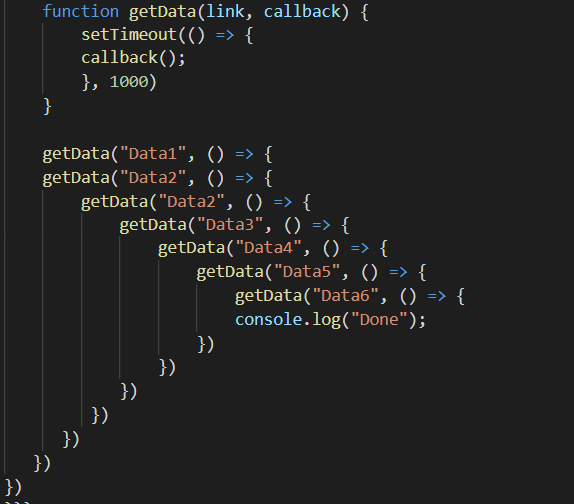 function getData(link, callback) {
setTimeout(() => {
callback();
}, 1000)
}
getData("Data1", () => {
getData("Data2", () => {
getData("Data2", () => {
getData("Data3", () => {
getData("Data4", () => {
getData("Data5", () => {
getData("Data6", () => {
console.log("Done");
})
})
})
})
})
})
})